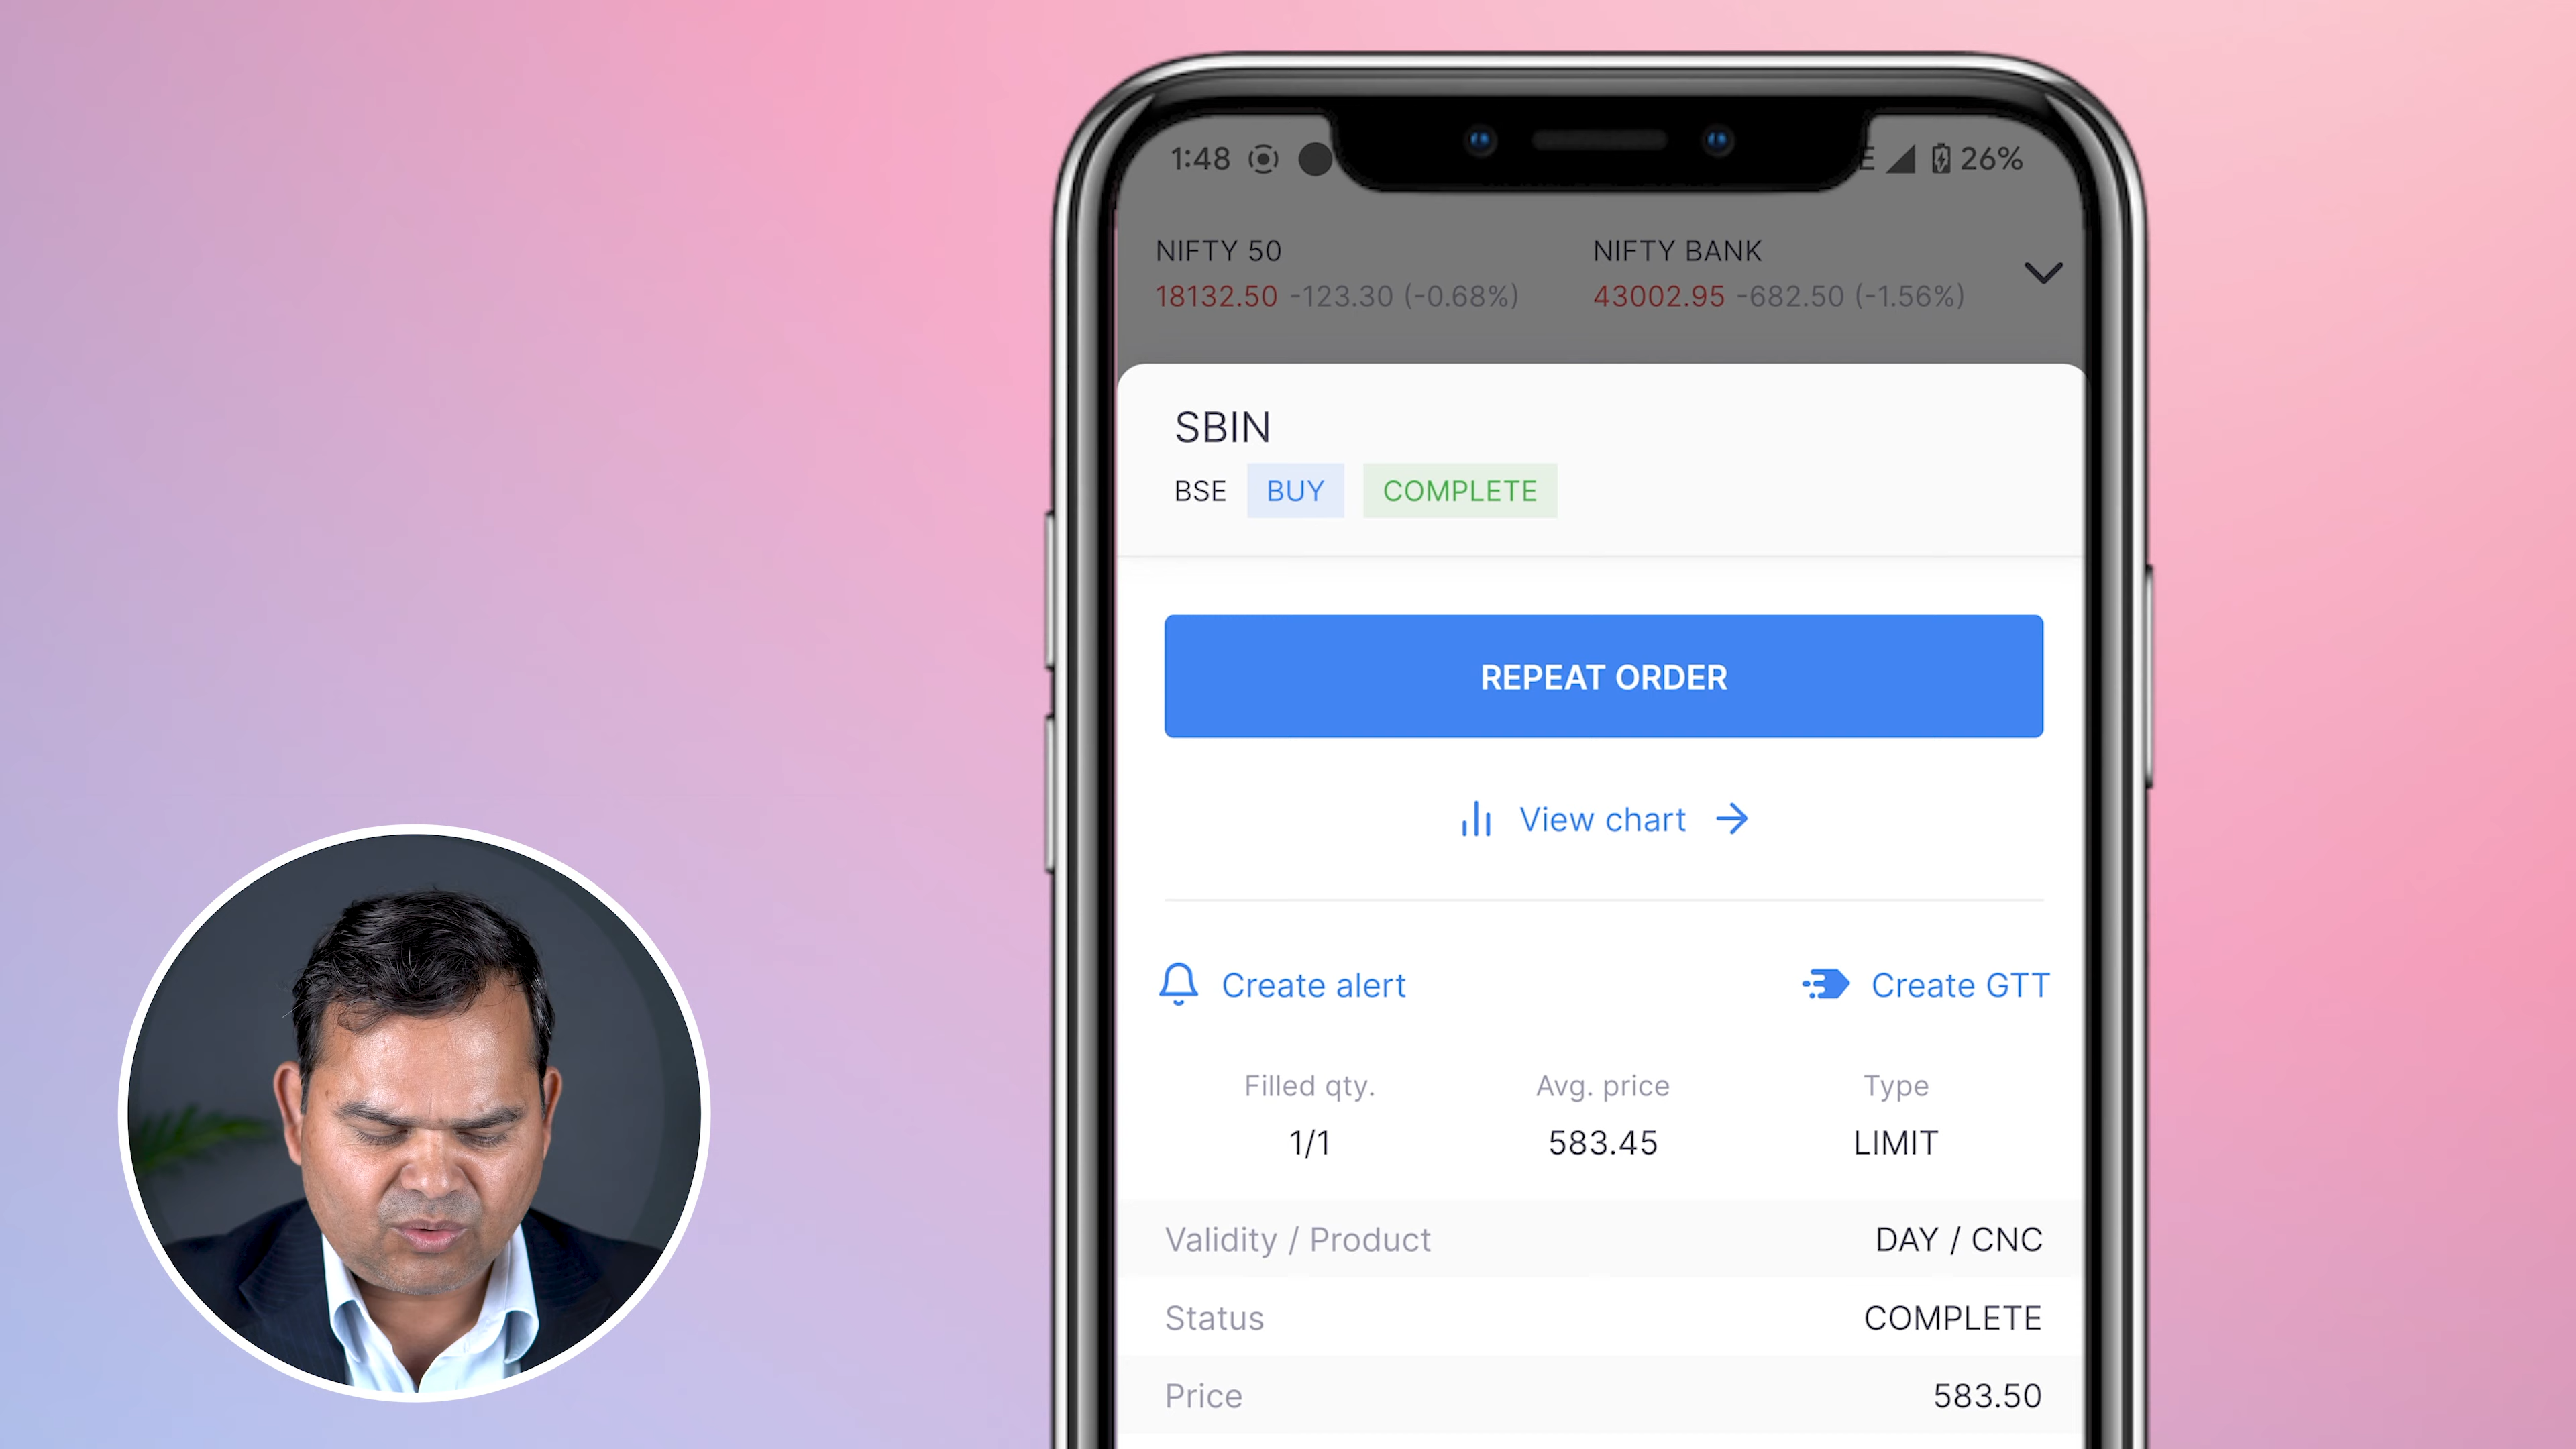 1:48 E 26%
NIFTY 50 NIFTY BANK
18132.50 -123.30 (-0.68%) 43002.95 -682.50 (-1.56%)
SBIN
BSE BUY COMPLETE
REPEAT ORDER
View chart
Create alert Create GTT
Filled qty. Avg. price Type
1/1 583.45 LIMIT
Validity / Product DAY / CNC
Status COMPLETE
Price 583.50